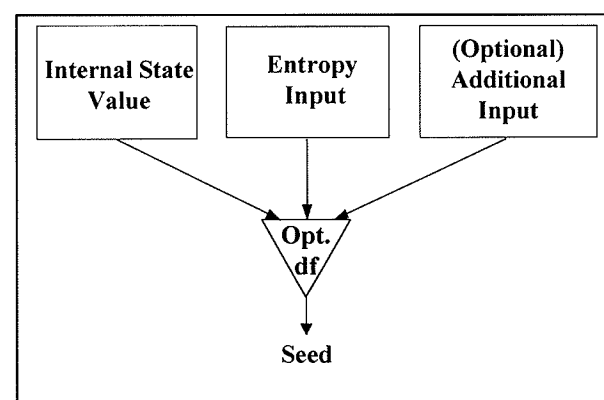 Internal State
Value
Entropy
Input
(Optional)
Additional
Input
Opt.
df
Seed